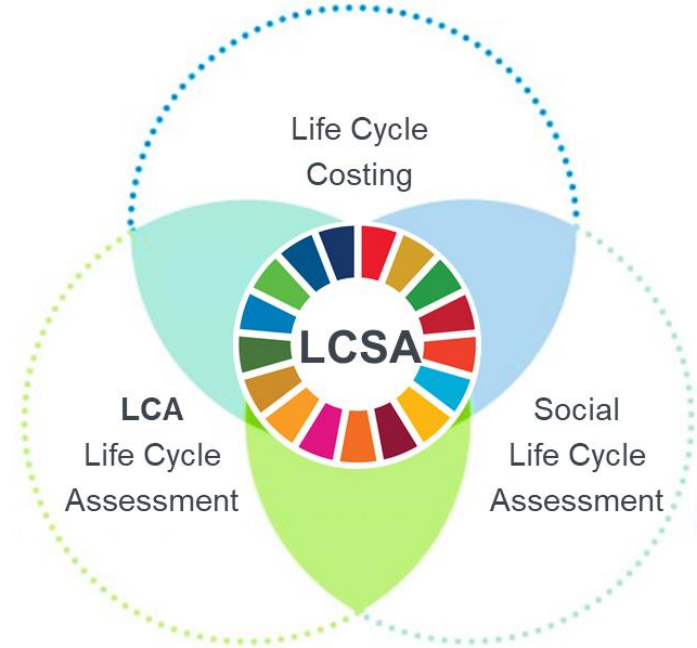 Life Cycle
Costing
LCSA
LCA
Life Cycle
Assessment
Social
Life Cycle
Assessment